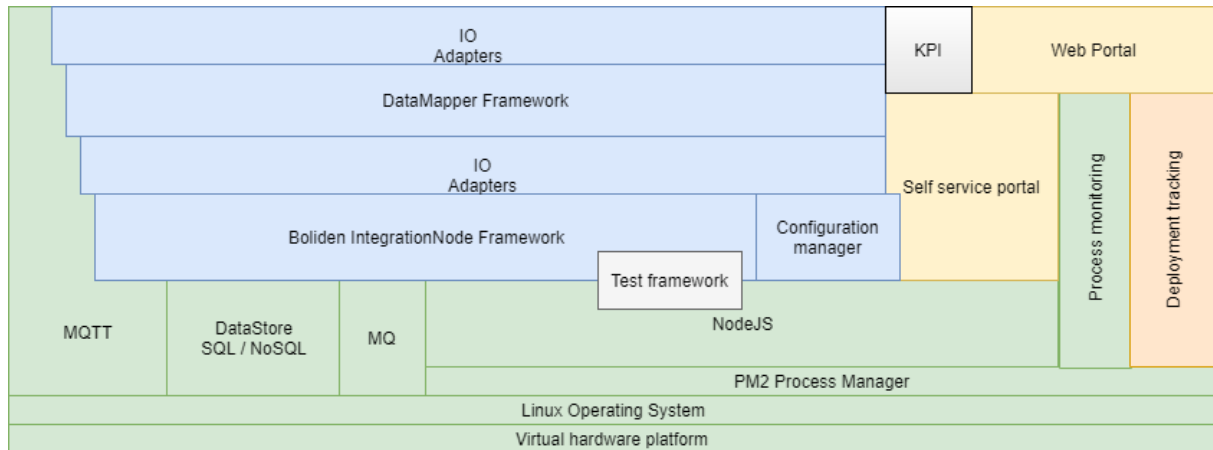 IO
Adapters
KPI
Web Portal
DataMapper Framework
IO
Adapters
Self service portal
Process monitoring
Deployment tracking
Boliden IntegrationNode Framework
Configuration
manager
Test framework
MQTT
DataStore
SQL / NoSQL
MQ
NodeJS
PM2 Process Manager
Linux Operating System
Virtual hardware platform